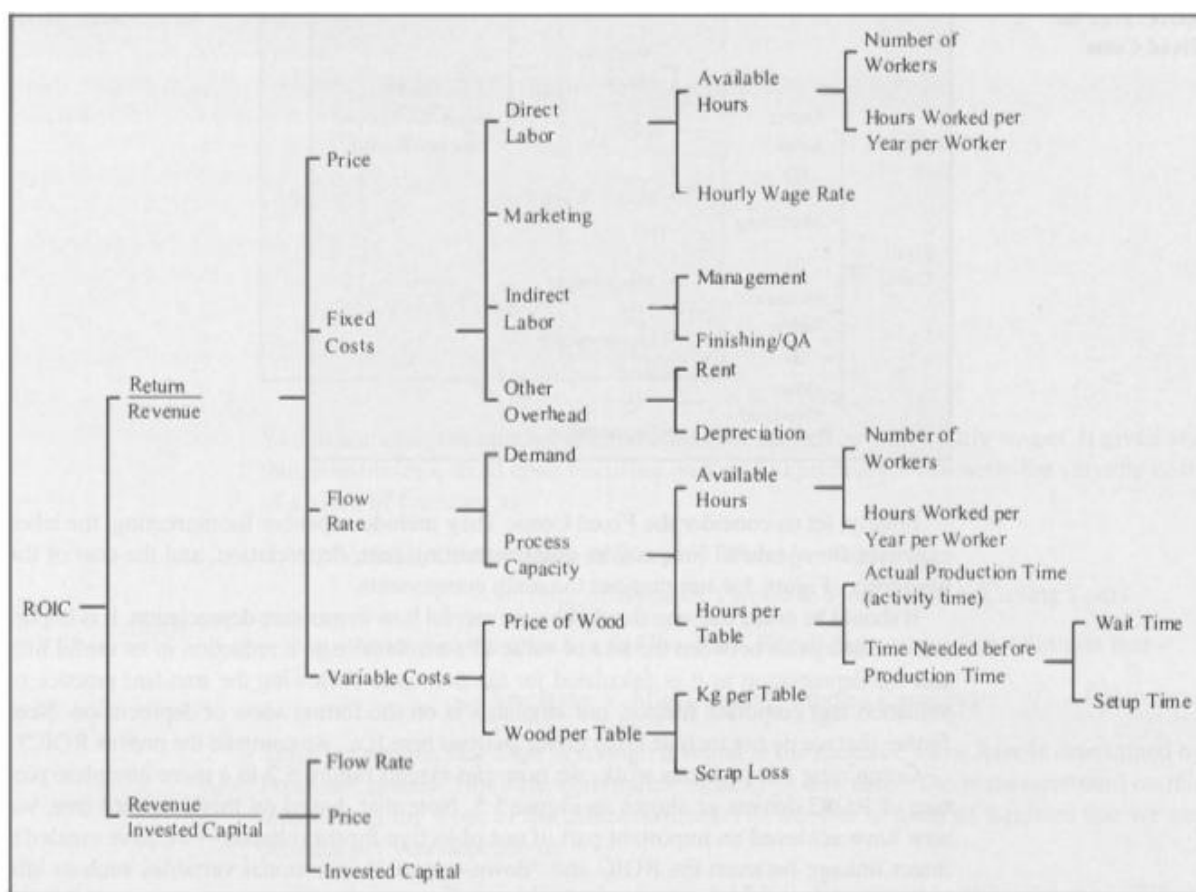 Number of
Workers
Available
Hours
Direct
Labor
Hours Worked per
Year per Worker
Price
Hourly Wage Rate
Marketing
Management
Indirect
Labor
Fixed
Costs
Finishing/QA
Rent
Return
Revenue
Other
Overhead
Depreciation
Number of
Workers
Demand
Available
Hours
Flow
Rate
Hours Worked per
Year per Worker
Process
Capacity
Actual Production Time
(activity time)
ROIC
Price of Wood
Hours per
Table
Wait Time
Time Needed before
Production Time
Variable Costs
Kg per Table
Setup Time
Wood per Table
Flow Rate
Scrap Loss
Revenue
Invested Capital
Price
Invested Capital